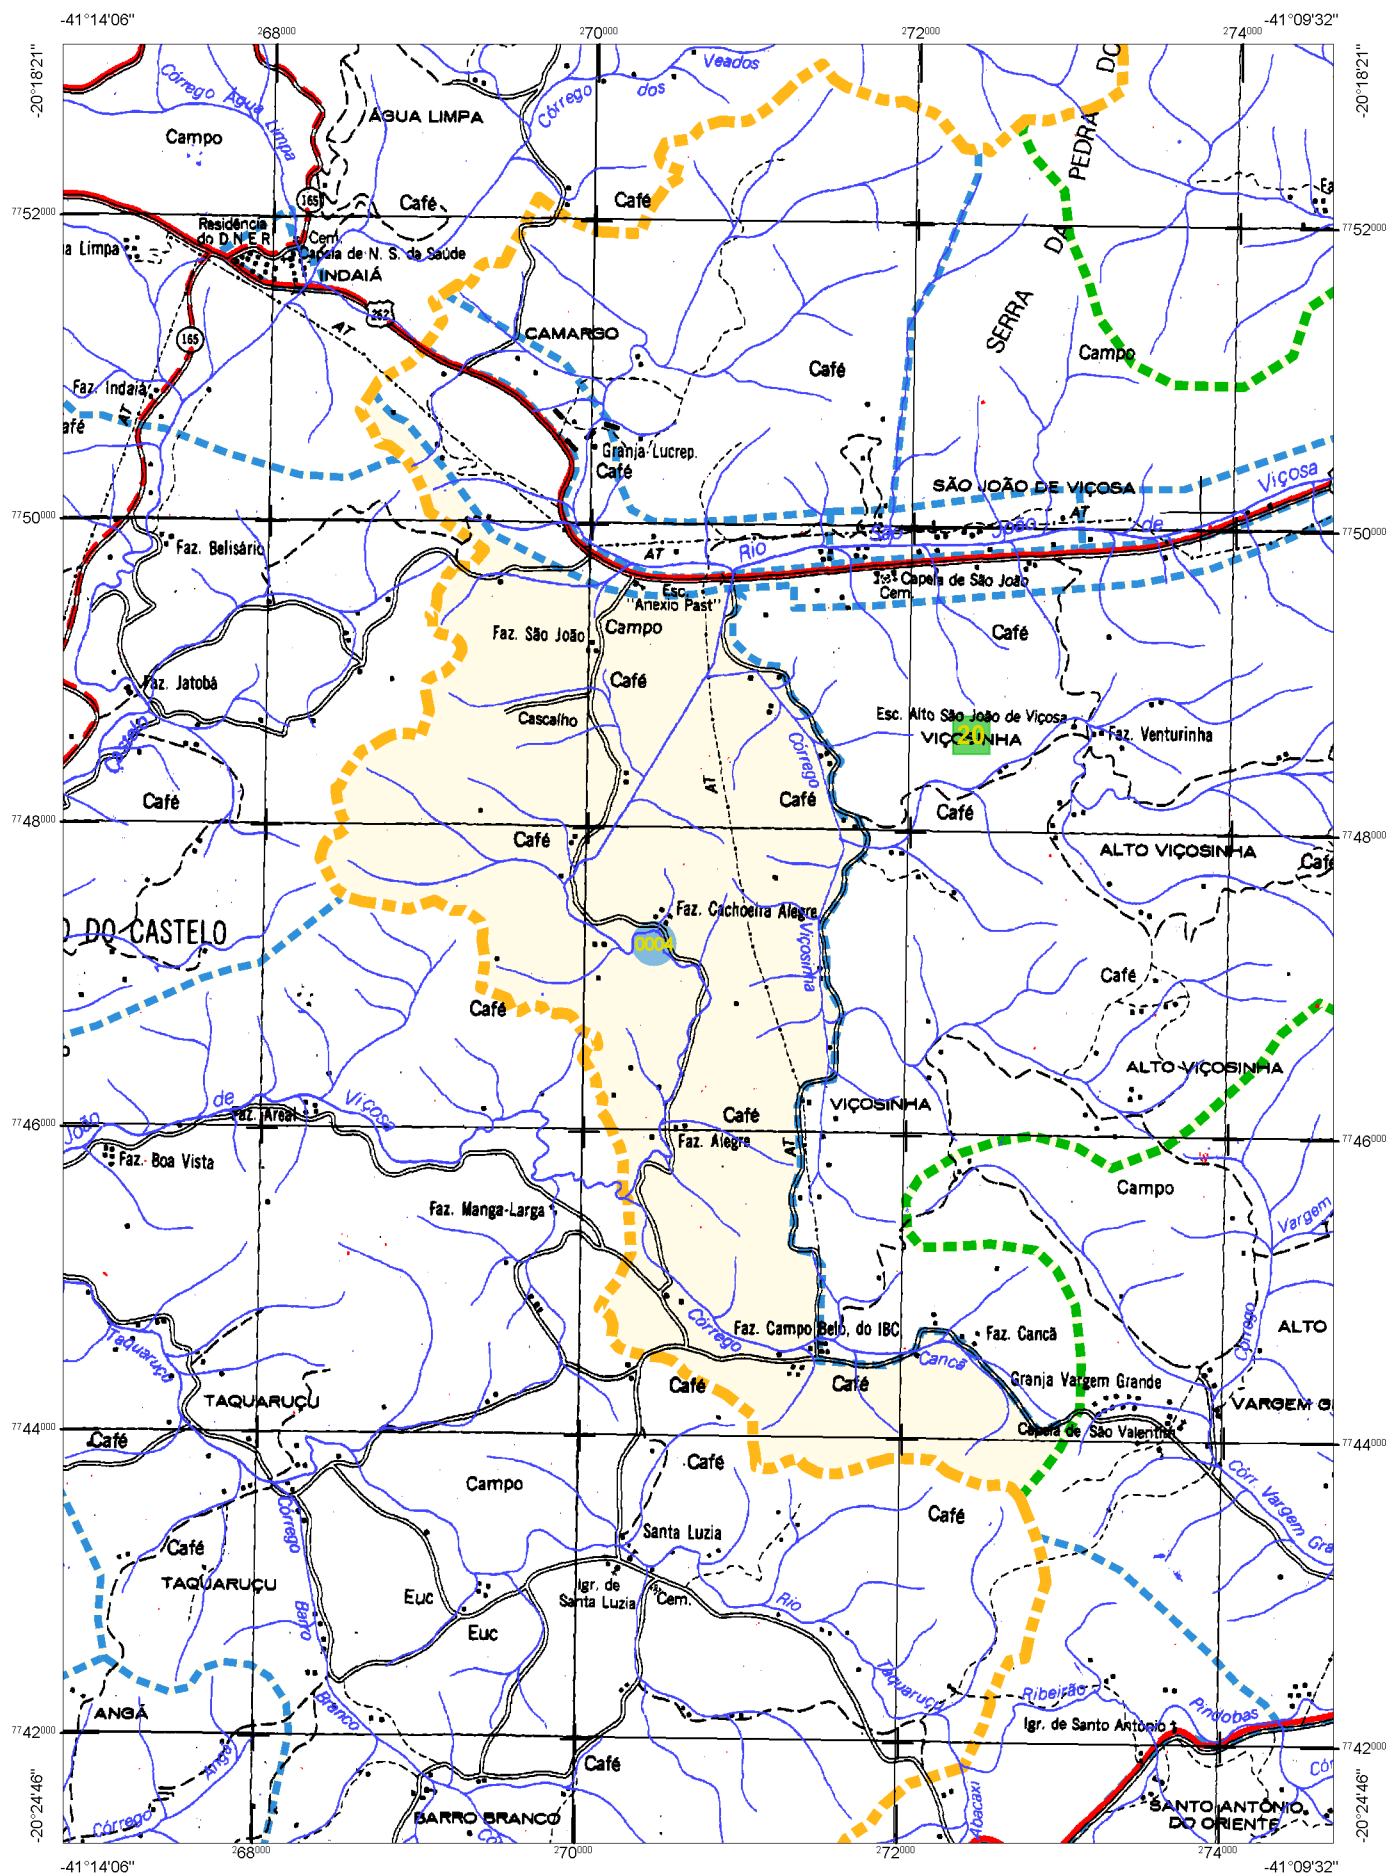 -41°14'06"
-41°09'32"
268000
270000
272000
274000
-20°18'21"
-20°18'21"
Córrego Água Limpa
ÁGUA LIMPA
Campo
Córrego dos Veados
DO
PEDRA
DA
SERRA
165
Café
Café
7752000
7752000
Residência
do D N E R
Cem.
Capela de N. S. da Saúde
INDAIÁ
a Limpa
262
AT
CAMARGO
165
Campo
Café
Faz. Indaiá
AT
afé
Granja Lucrep.
Café
SÃO JOÃO DE VIÇOSA
Viçosa
AT
7750000
7750000
Rio São João de
AT
Faz. Belisário
Capela de São João
Cem.
Esc.
"Anexio Past"
Campo
Café
Faz. São João
Café
Faz. Jatobá
Castelo
Cascalho
Esc. Alto São João de Viçosa
VIÇOSINHA
20
Faz. Venturinha
Córrego
AT
Café
Café
Café
7748000
7748000
Café
ALTO VIÇOSINHA
Café
Faz. Cachoeira Alegre
O DO CASTELO
0004
Viçosinha
Café
Café
ALTO VIÇOSINHA
João de Viçosa
Faz. Areal
Café
VIÇOSINHA
7746000
7746000
Faz. Alegre
AT
Faz. Boa Vista
Campo
Faz. Manga-Larga
Vargem
Córrego
Faz. Campo Belo, do IBC
Faz. Cancã
Córrego
ALTO
Taquaruçu
Cancã
Granja Vargem Grande
Café
Café
TAQUARUÇU
VARGEM G
Capela de São Valentim
7744000
7744000
Café
Café
Campo
Córr. Vargem Gra
Córrego
Café
Santa Luzia
Café
TAQUARUÇU
Igr. de
Santa Luzia
Cem.
Euc
Barro
Rio
Euc
Taquaruçu
Ribeirão
Pindobas
Branco
ANGÁ
Igr. de Santo Antônio
7742000
7742000
Angá
Café
Abacaxi
Có
Córrego
BARRO BRANCO
Có
SANTO ANTÔNIO
DO ORIENTE
-20°24'46"
-20°24'46"
268000
270000
272000
274000
-41°14'06"
-41°09'32"